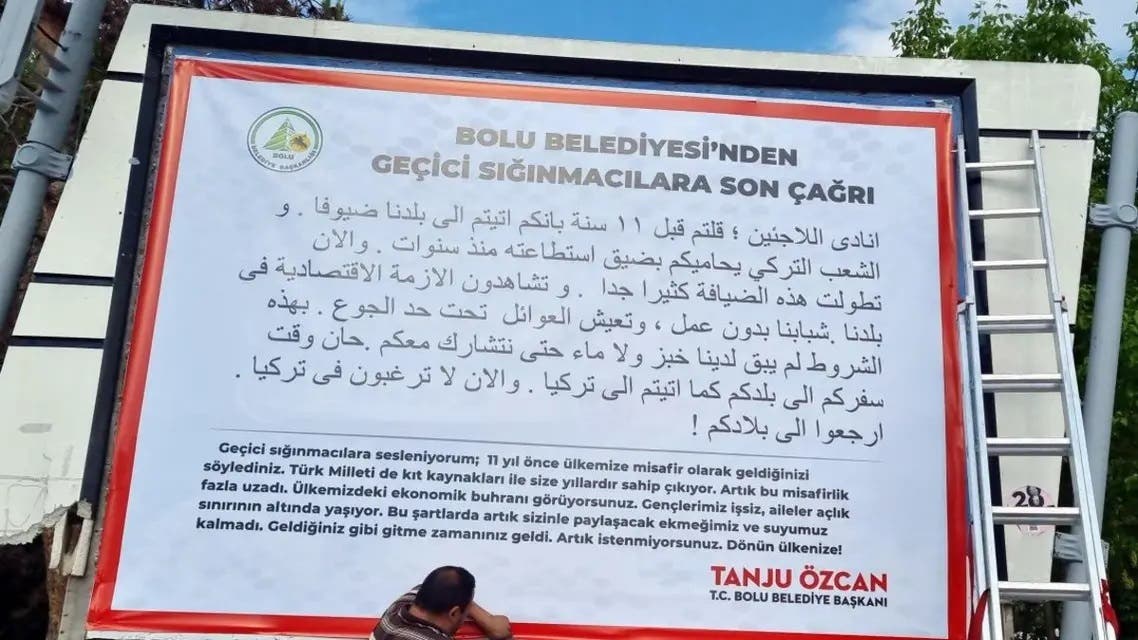 BOLU
BELEDİYE BAŞKANLIĞI
BOLU BELEDİYESİ’NDEN
GEÇİCİ SIĞINMACILARA SON ÇAĞRI
انادى اللاجئين ؛ قلتم قبل ١١ سنة بانكم اتيتم الى بلدنا ضيوفا . و
الشعب التركي يحاميكم بضيق استطاعته منذ سنوات . والان
تطولت هذه الضيافة كثيرا جدا . و تشاهدون الازمة الاقتصادية فى
بلدنا .شبابنا بدون عمل ، وتعيش العوائل تحت حد الجوع . بهذه
الشروط لم يبق لدينا خبز ولا ماء حتى نتشارك معكم .حان وقت
سفركم الى بلدكم كما اتيتم الى تركيا . والان لا ترغبون فى تركيا .
ارجعوا الى بلادكم !
Geçici sığınmacılara sesleniyorum; 11 yıl önce ülkemize misafir olarak geldiğinizi
söylediniz. Türk Milleti de kıt kaynakları ile size yıllardır sahip çıkıyor. Artık bu misafirlik
fazla uzadı. Ülkemizdeki ekonomik buhranı görüyorsunuz. Gençlerimiz işsiz, aileler açlık
sınırının altında yaşıyor. Bu şartlarda artık sizinle paylaşacak ekmeğimiz ve suyumuz
kalmadı. Geldiğiniz gibi gitme zamanınız geldi. Artık istenmiyorsunuz. Dönün ülkenize!
TANJU ÖZCAN
T.C. BOLU BELEDİYE BAŞKANI
28